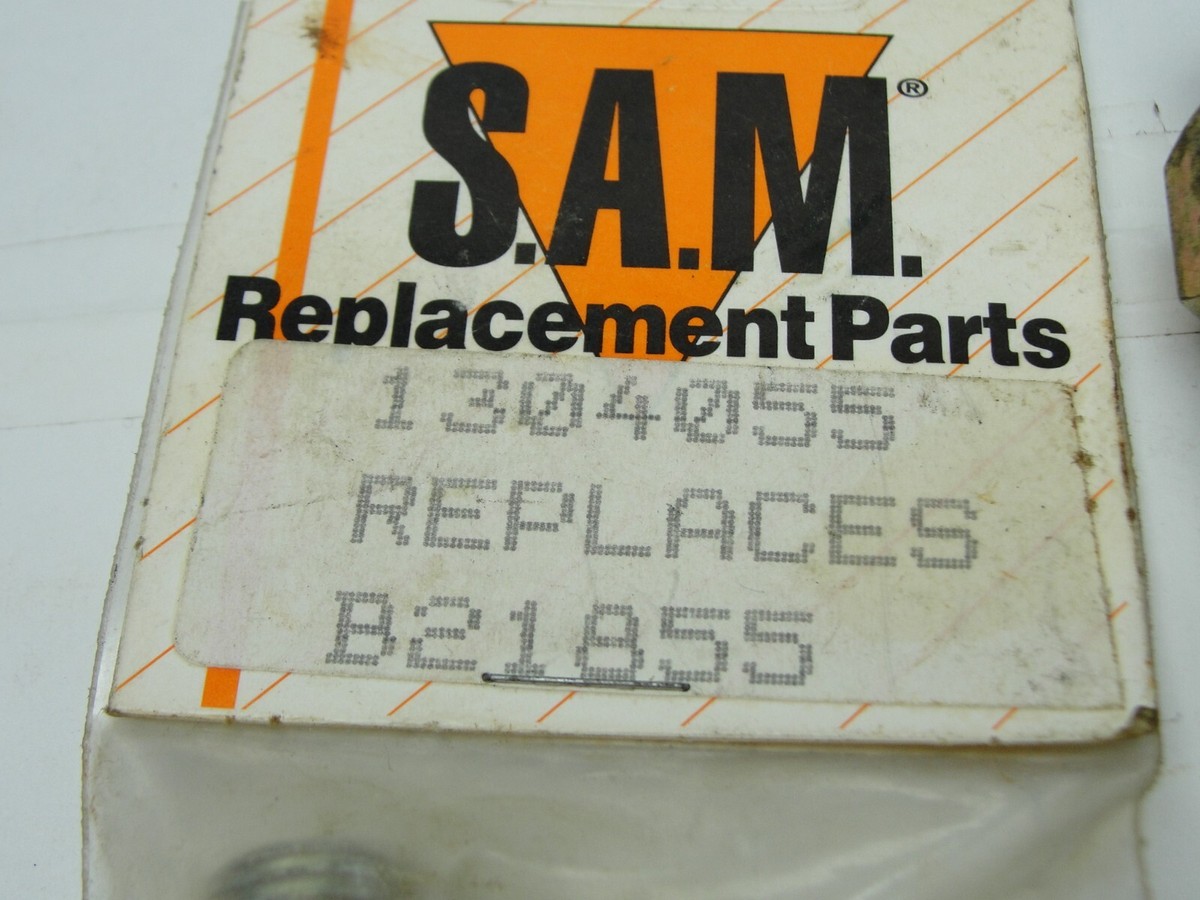 S.A.M.®
Replacement Parts
1304055
REPLACES
B21855